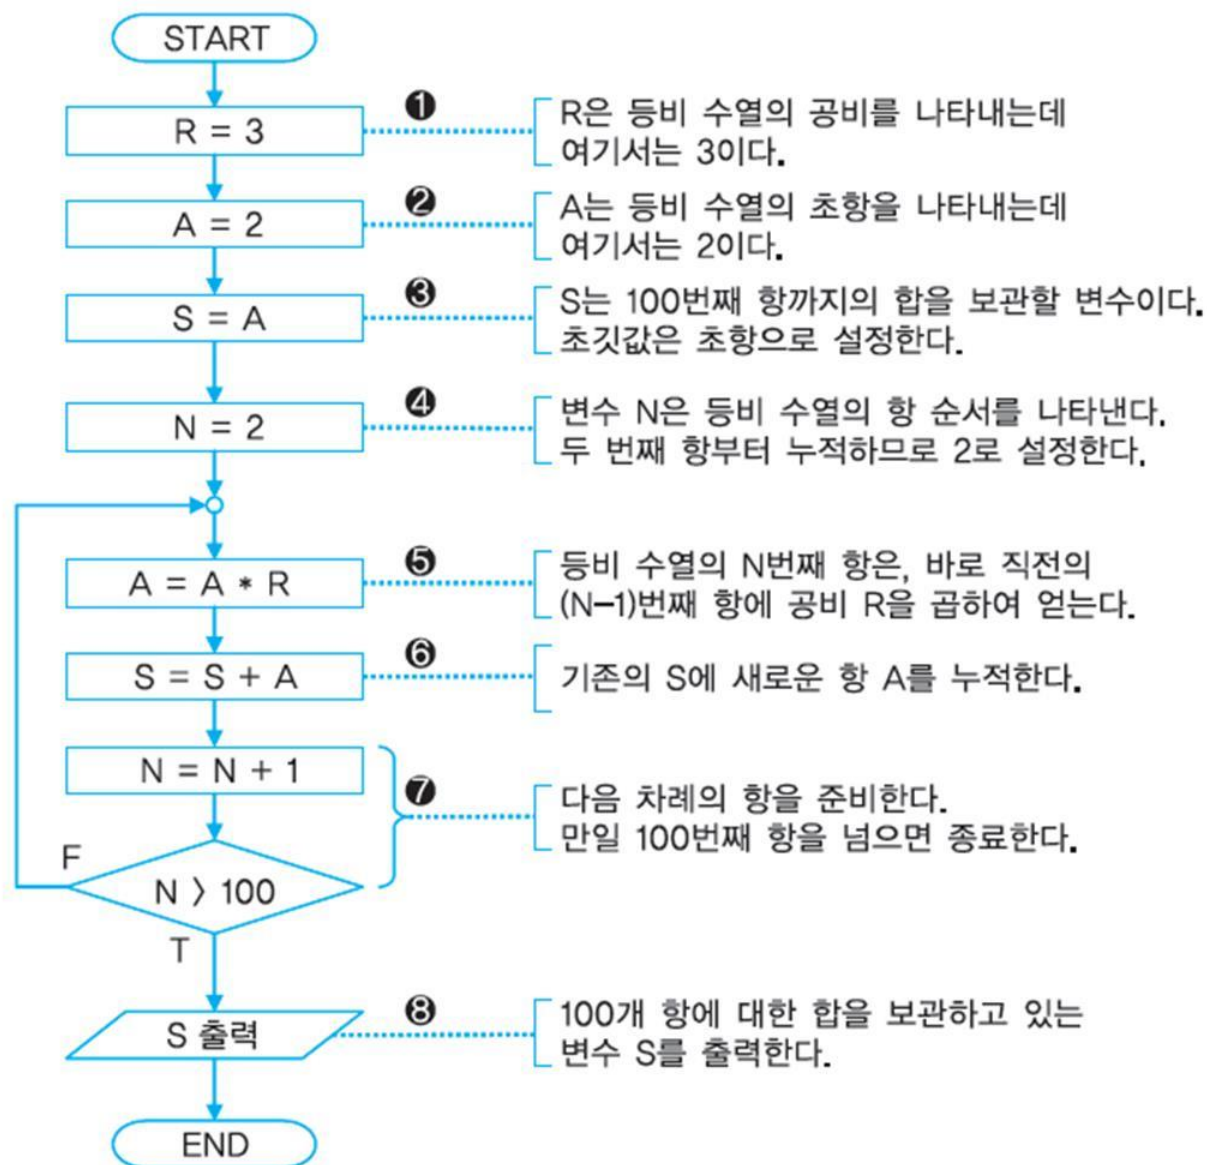 START
R = 3
❶
R은 등비 수열의 공비를 나타내는데
여기서는 3이다.
A = 2
❷
A는 등비 수열의 초항을 나타내는데
여기서는 2이다.
S = A
❸
S는 100번째 항까지의 합을 보관할 변수이다.
초깃값은 초항으로 설정한다.
N = 2
❹
변수 N은 등비 수열의 항 순서를 나타낸다.
두 번째 항부터 누적하므로 2로 설정한다.
A = A * R
❺
등비 수열의 N번째 항은, 바로 직전의
(N-1)번째 항에 공비 R을 곱하여 얻는다.
S = S + A
❻
기존의 S에 새로운 항 A를 누적한다.
N = N + 1
❼
다음 차례의 항을 준비한다.
만일 100번째 항을 넘으면 종료한다.
F
N 〉 100
T
S 출력
❽
100개 항에 대한 합을 보관하고 있는
변수 S를 출력한다.
END